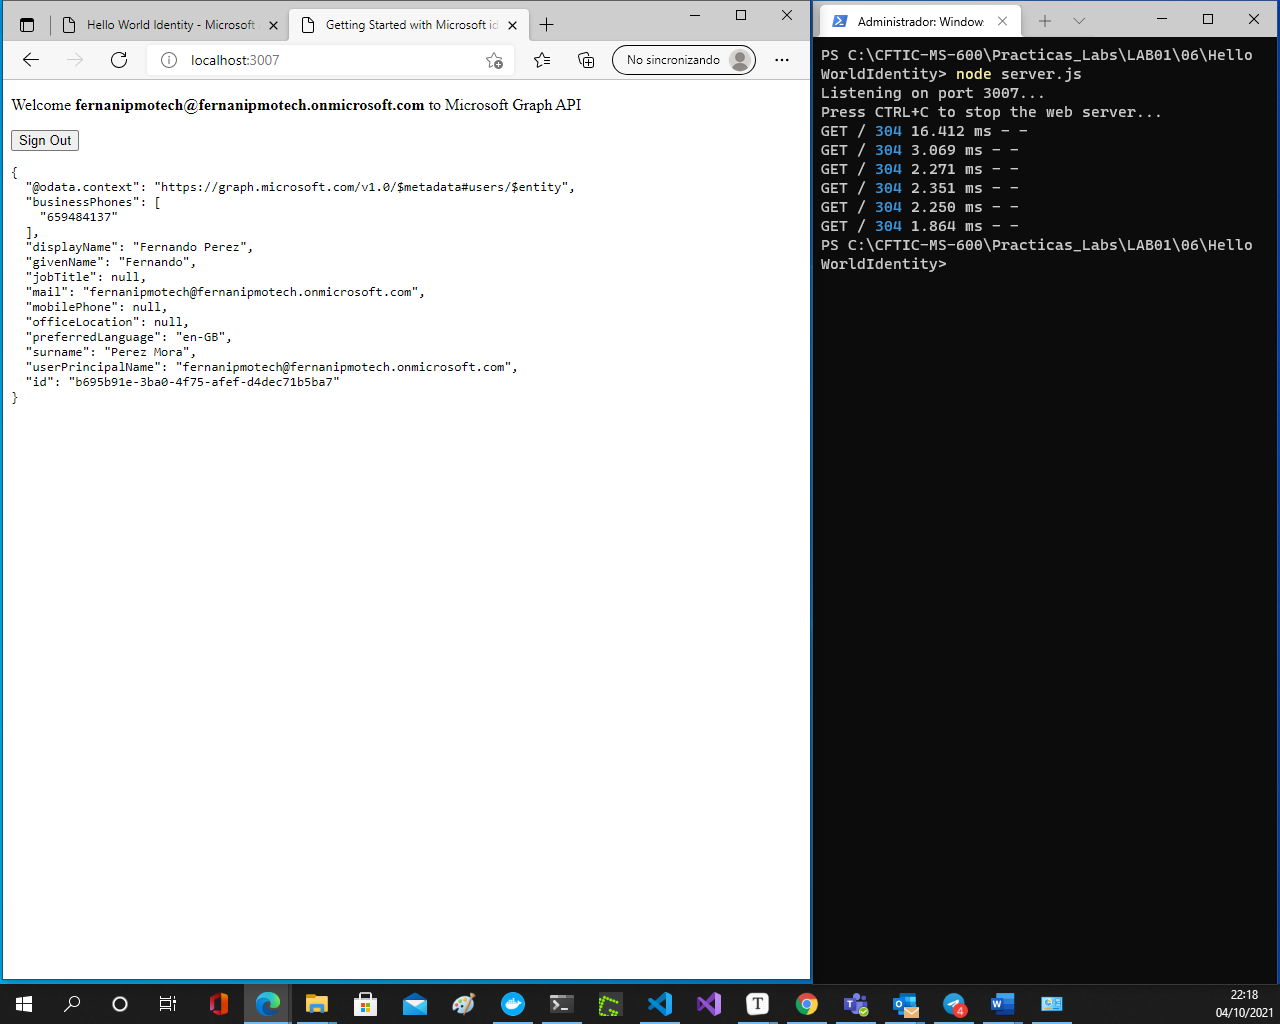 Hello World Identity - Microsoft
Getting Started with Microsoft id
localhost:3007
No sincronizando
Welcome fernanipmotech@fernanipmotech.onmicrosoft.com to Microsoft Graph API
Sign Out
{
"@odata.context": "https://graph.microsoft.com/v1.0/$metadata#users/$entity",
"businessPhones": [
"659484137"
],
"displayName": "Fernando Perez",
"givenName": "Fernando",
"jobTitle": null,
"mail": "fernanipmotech@fernanipmotech.onmicrosoft.com",
"mobilePhone": null,
"officeLocation": null,
"preferredLanguage": "en-GB",
"surname": "Perez Mora",
"userPrincipalName": "fernanipmotech@fernanipmotech.onmicrosoft.com",
"id": "b695b91e-3ba0-4f75-afef-d4dec71b5ba7"
}
Administrador: Window
PS C:\CFTIC-MS-600\Practicas_Labs\LAB01\06\Hello
WorldIdentity> node server.js
Listening on port 3007...
Press CTRL+C to stop the web server...
GET / 304 16.412 ms - -
GET / 304 3.069 ms - -
GET / 304 2.271 ms - -
GET / 304 2.351 ms - -
GET / 304 2.250 ms - -
GET / 304 1.864 ms - -
PS C:\CFTIC-MS-600\Practicas_Labs\LAB01\06\Hello
WorldIdentity>
T
4
22:18
04/10/2021